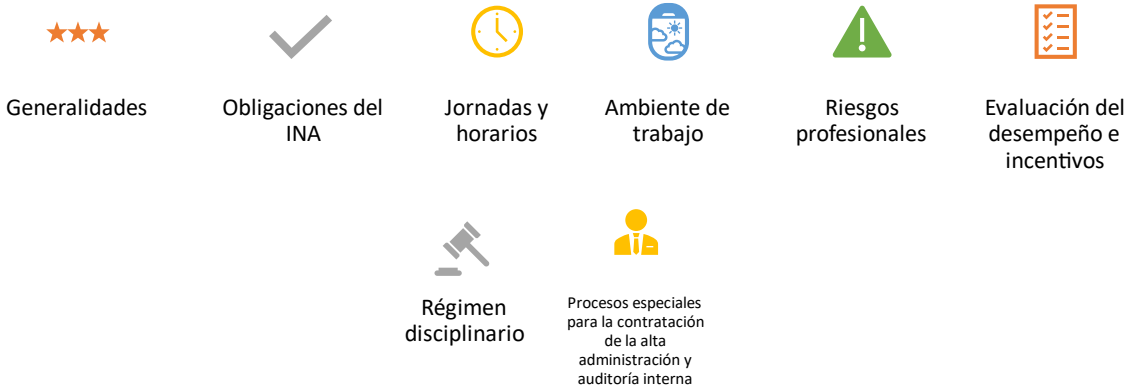 Generalidades
Obligaciones del
INA
Jornadas y
horarios
Ambiente de
trabajo
Riesgos
profesionales
Evaluación del
desempeño e
incentivos
Régimen
disciplinario
Procesos especiales
para la contratación
de la alta
administración y
auditoría interna